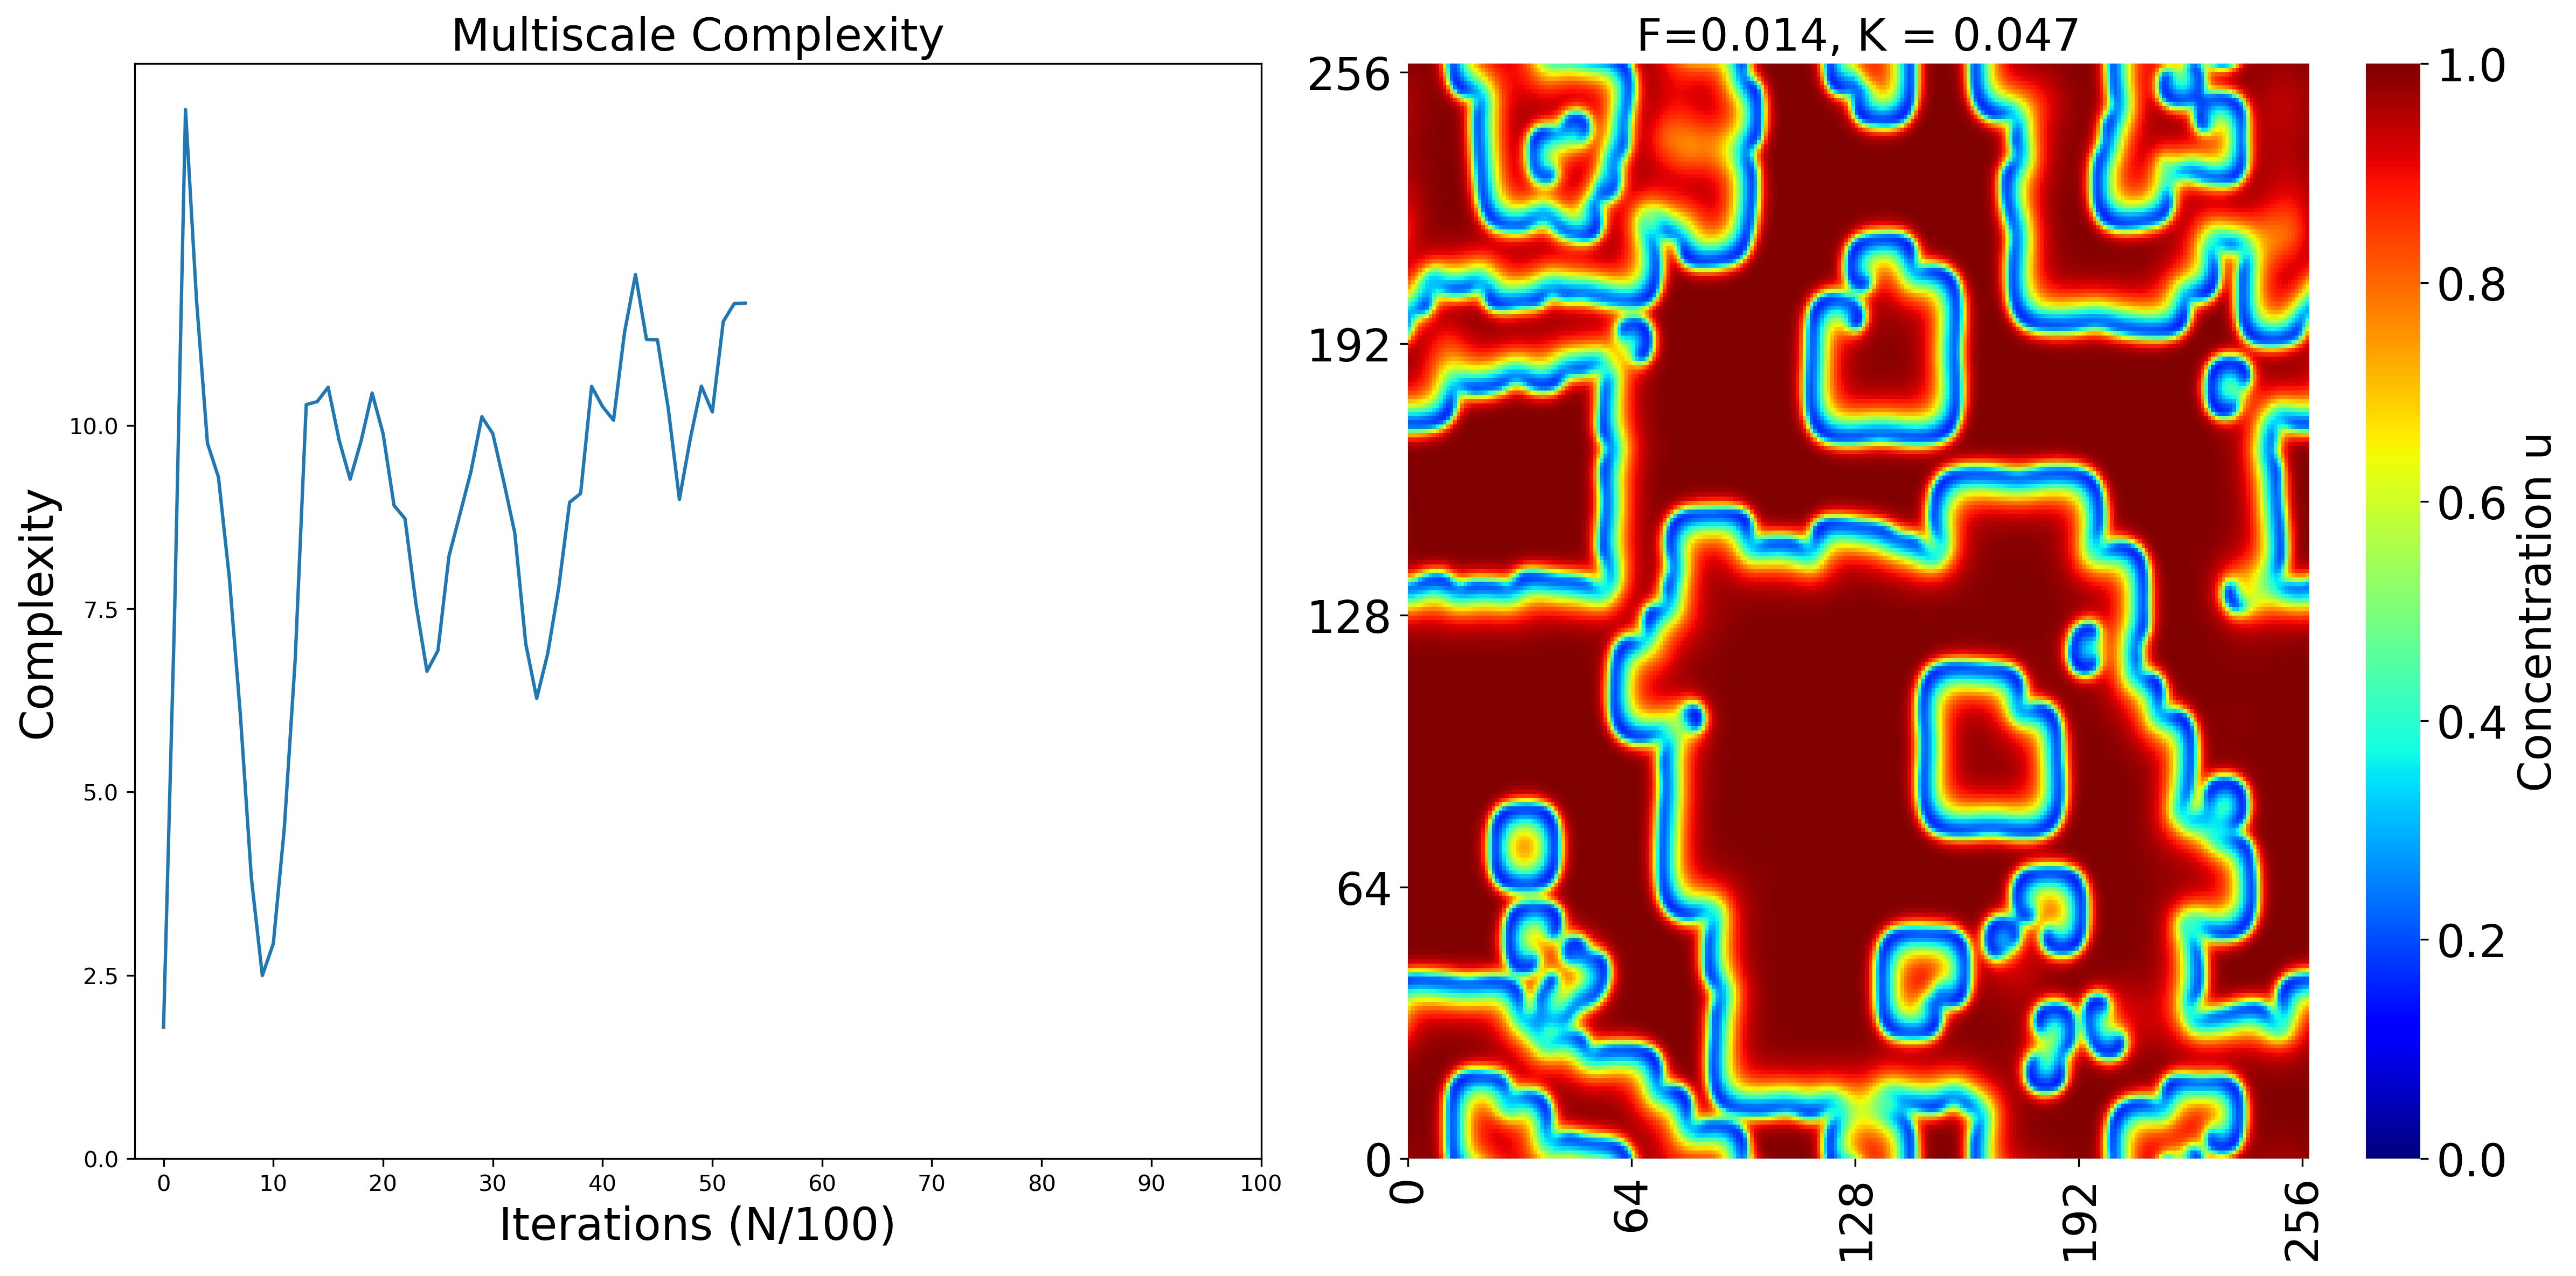 Multiscale Complexity
Complexity
10.0
7.5
5.0
2.5
0.0
0 10 20 30 40 50 60 70 80 90 100
Iterations (N/100)
F=0.014, K = 0.047
256
192
128
64
0
0 64 128 192 256
1.0
0.8
0.6
0.4
0.2
0.0
Concentration u